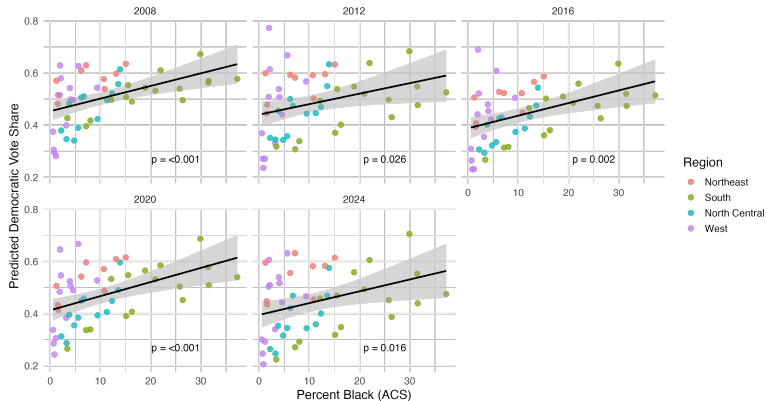 2008
2012
2016
0.8
0.6
0.4
0.2
p = <0.001
p = 0.026
p = 0.002
0 10 20 30
Predicted Democratic Vote Share
Region
Northeast
South
North Central
West
2020
2024
0.8
0.6
0.4
0.2
p = <0.001
p = 0.016
0 10 20 30
0 10 20 30
Percent Black (ACS)